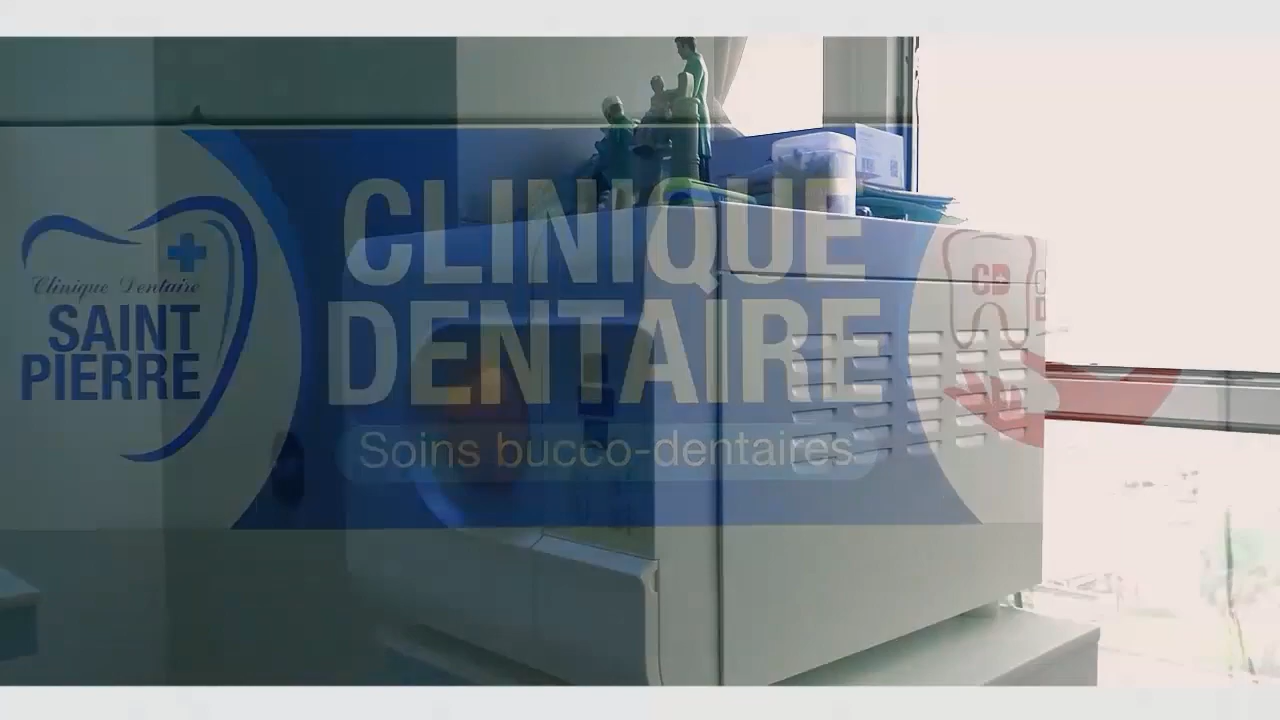 Clinique Dentaire
SAINT
PIERRE
CLINIQUE
DENTAIRE
Soins bucco-dentaires
CD